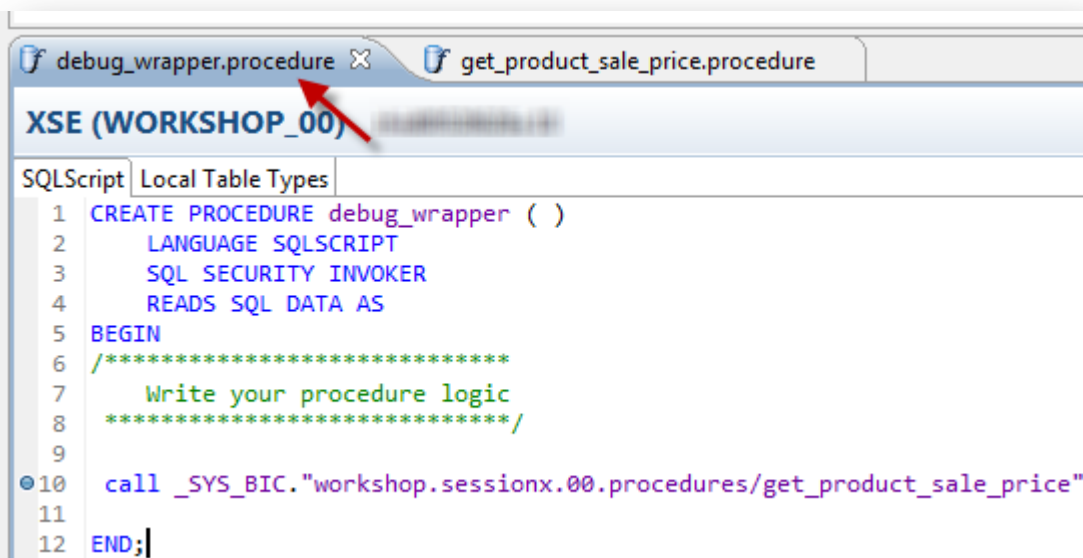 debug_wrapper.procedure get_product_sale_price.procedure
XSE (WORKSHOP_00)
SQLScript Local Table Types
1 CREATE PROCEDURE debug_wrapper ( )
2 LANGUAGE SQLSCRIPT
3 SQL SECURITY INVOKER
4 READS SQL DATA AS
5 BEGIN
6 /*****************************
7 Write your procedure logic
8 *****************************/
9
10 call _SYS_BIC."workshop.sessionx.00.procedures/get_product_sale_price"
11
12 END;